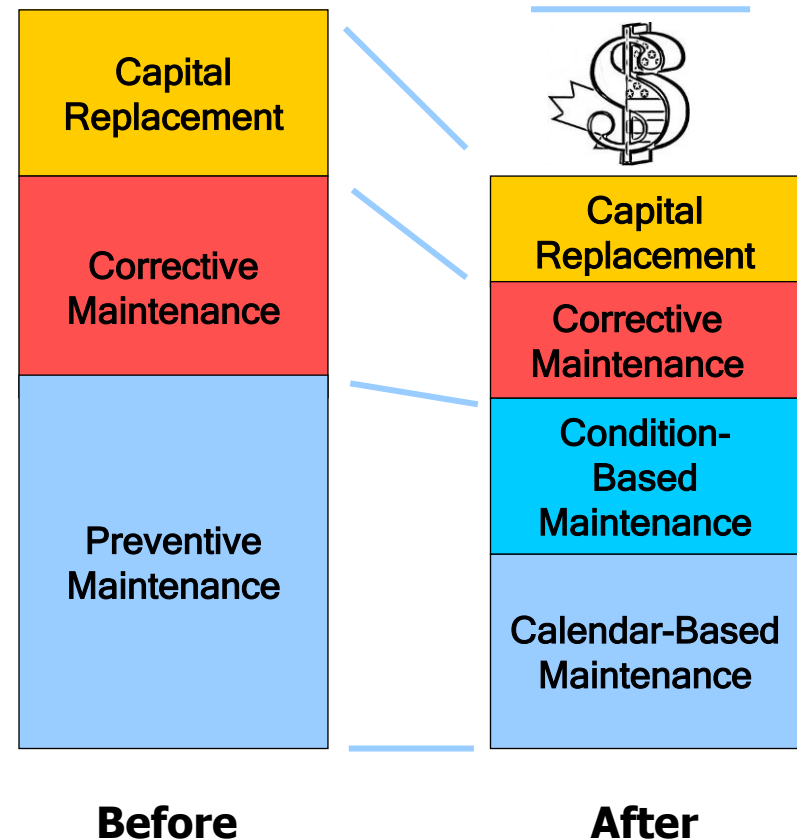 Capital
Replacement
Corrective
Maintenance
Preventive
Maintenance
Before
$
Capital
Replacement
Corrective
Maintenance
Condition-
Based
Maintenance
Calendar-Based
Maintenance
After